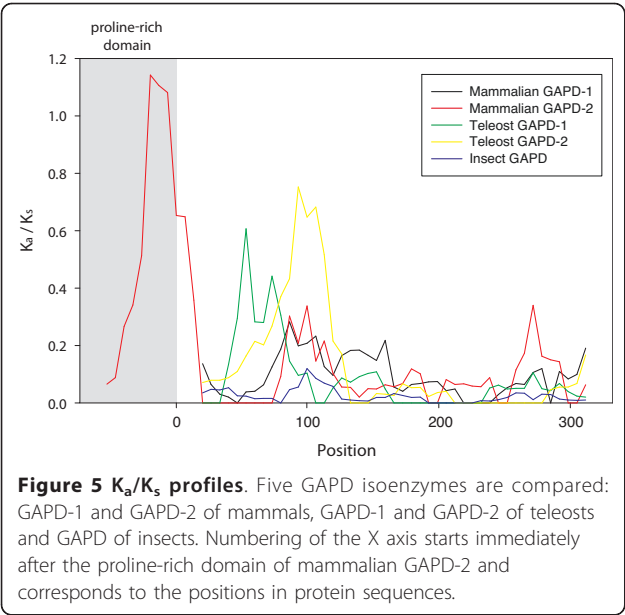 proline-rich
domain
1.2
1.0
0.8
0.6
0.4
0.2
0.0
Ka / Ks
Mammalian GAPD-1
Mammalian GAPD-2
Teleost GAPD-1
Teleost GAPD-2
Insect GAPD
0
100
200
300
Position
Figure 5 Ka/Ks profiles. Five GAPD isoenzymes are compared:
GAPD-1 and GAPD-2 of mammals, GAPD-1 and GAPD-2 of teleosts
and GAPD of insects. Numbering of the X axis starts immediately
after the proline-rich domain of mammalian GAPD-2 and
corresponds to the positions in protein sequences.